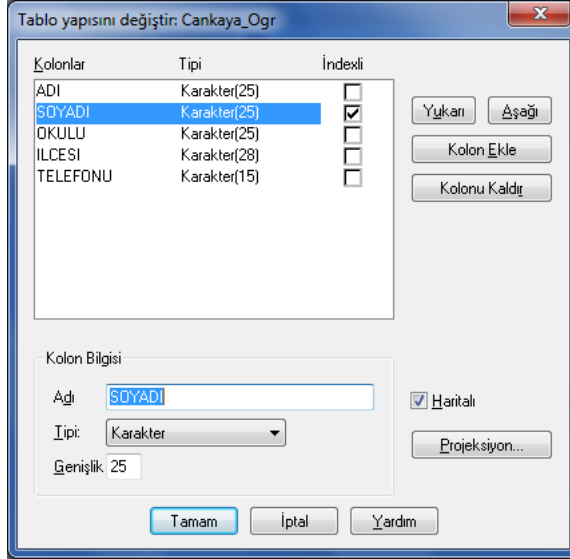 Tablo yapısını değiştir: Cankaya_Ogr
Kolonlar Tipi İndexli
ADI Karakter(25)
SOYADI Karakter(25)
OKULU Karakter(25)
ILCESI Karakter(28)
TELEFONU Karakter(15)
Yukarı Aşağı
Kolon Ekle
Kolonu Kaldır
Kolon Bilgisi
Adı SOYADI
Tipi: Karakter
Genişlik 25
Haritalı
Projeksiyon...
Tamam İptal Yardım